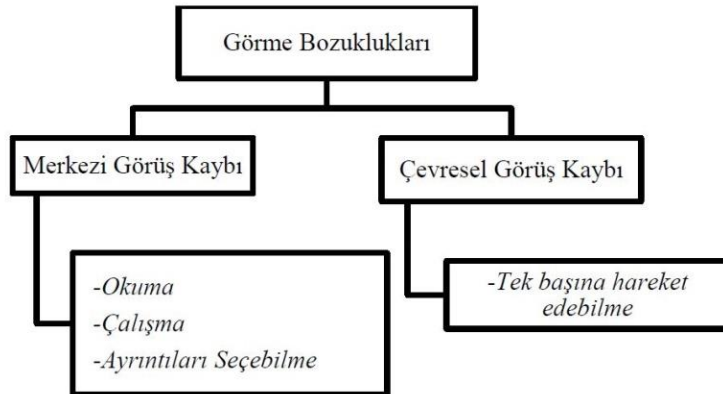 Görme Bozuklukları
Merkezi Görüş Kaybı
Çevresel Görüş Kaybı
-Okuma
-Çalışma
-Ayrıntıları Seçebilme
-Tek başına hareket
edebilme